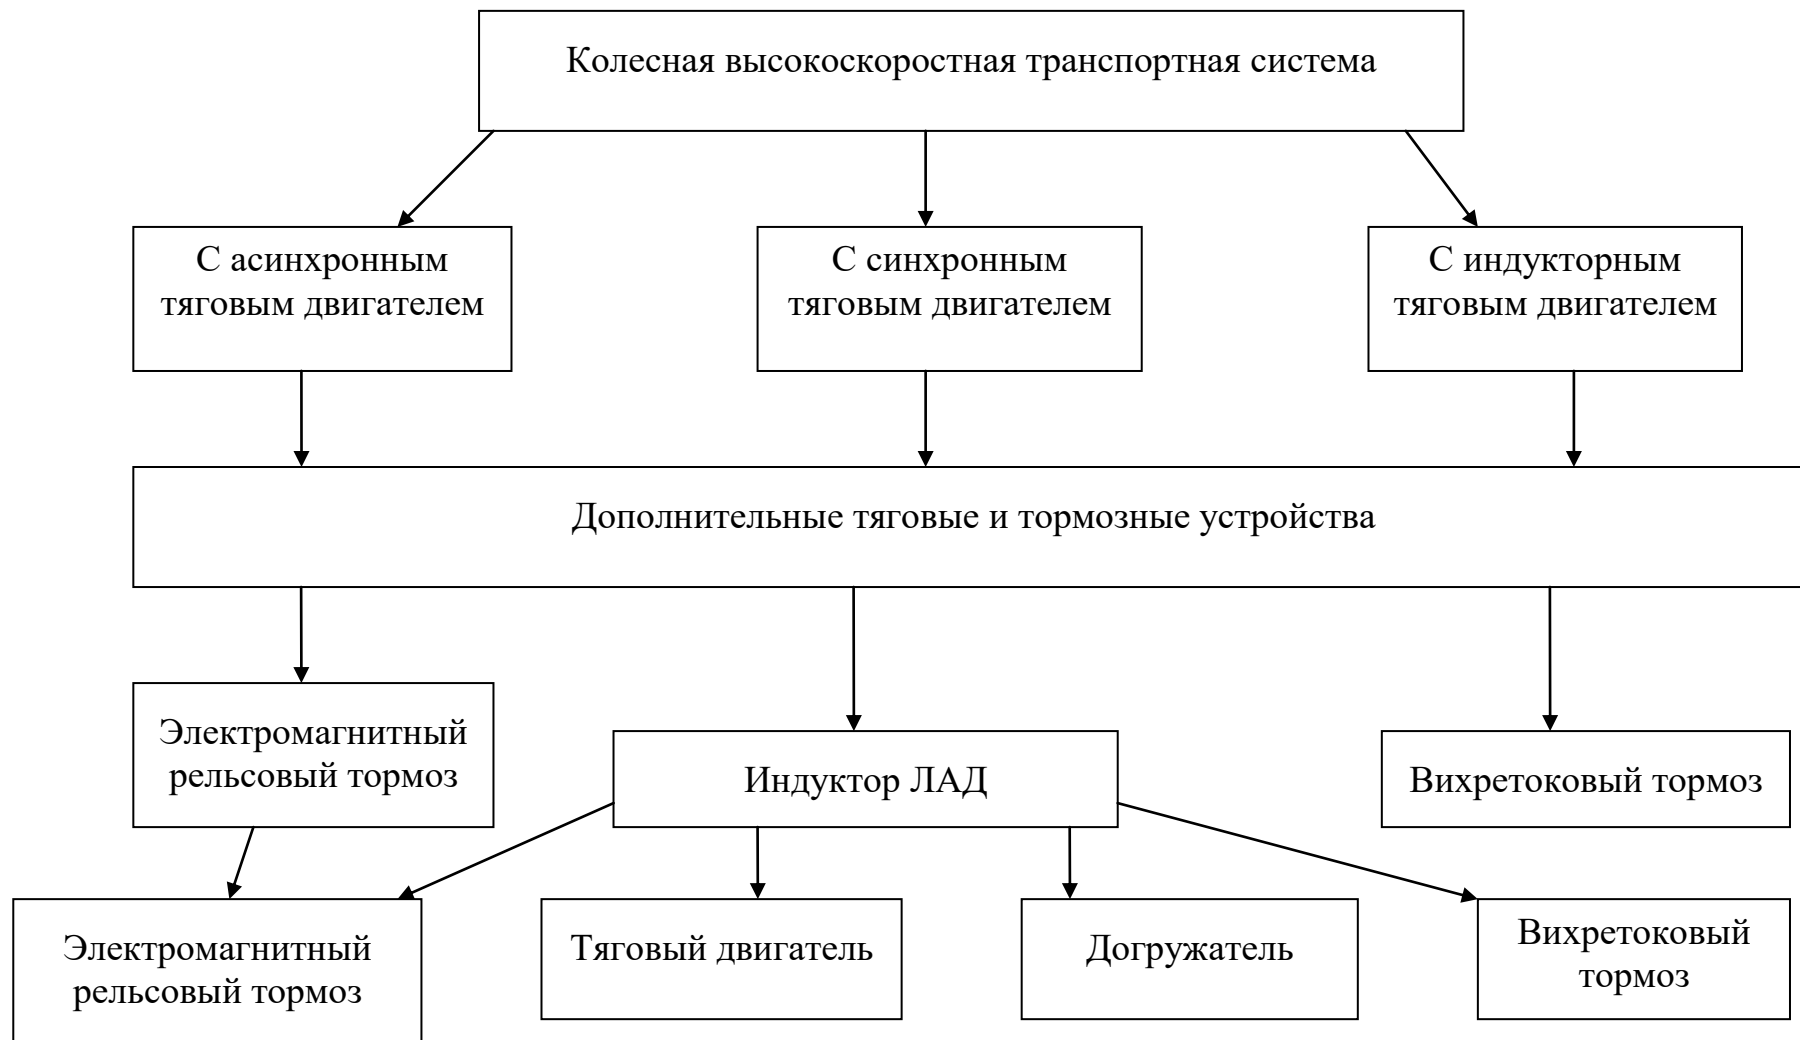 Колесная высокоскоростная транспортная система
С асинхронным
тяговым двигателем
С синхронным
тяговым двигателем
С индукторным
тяговым двигателем
Дополнительные тяговые и тормозные устройства
Электромагнитный
рельсовый тормоз
Индуктор ЛАД
Вихретоковый тормоз
Электромагнитный
рельсовый тормоз
Тяговый двигатель
Догружатель
Вихретоковый
тормоз